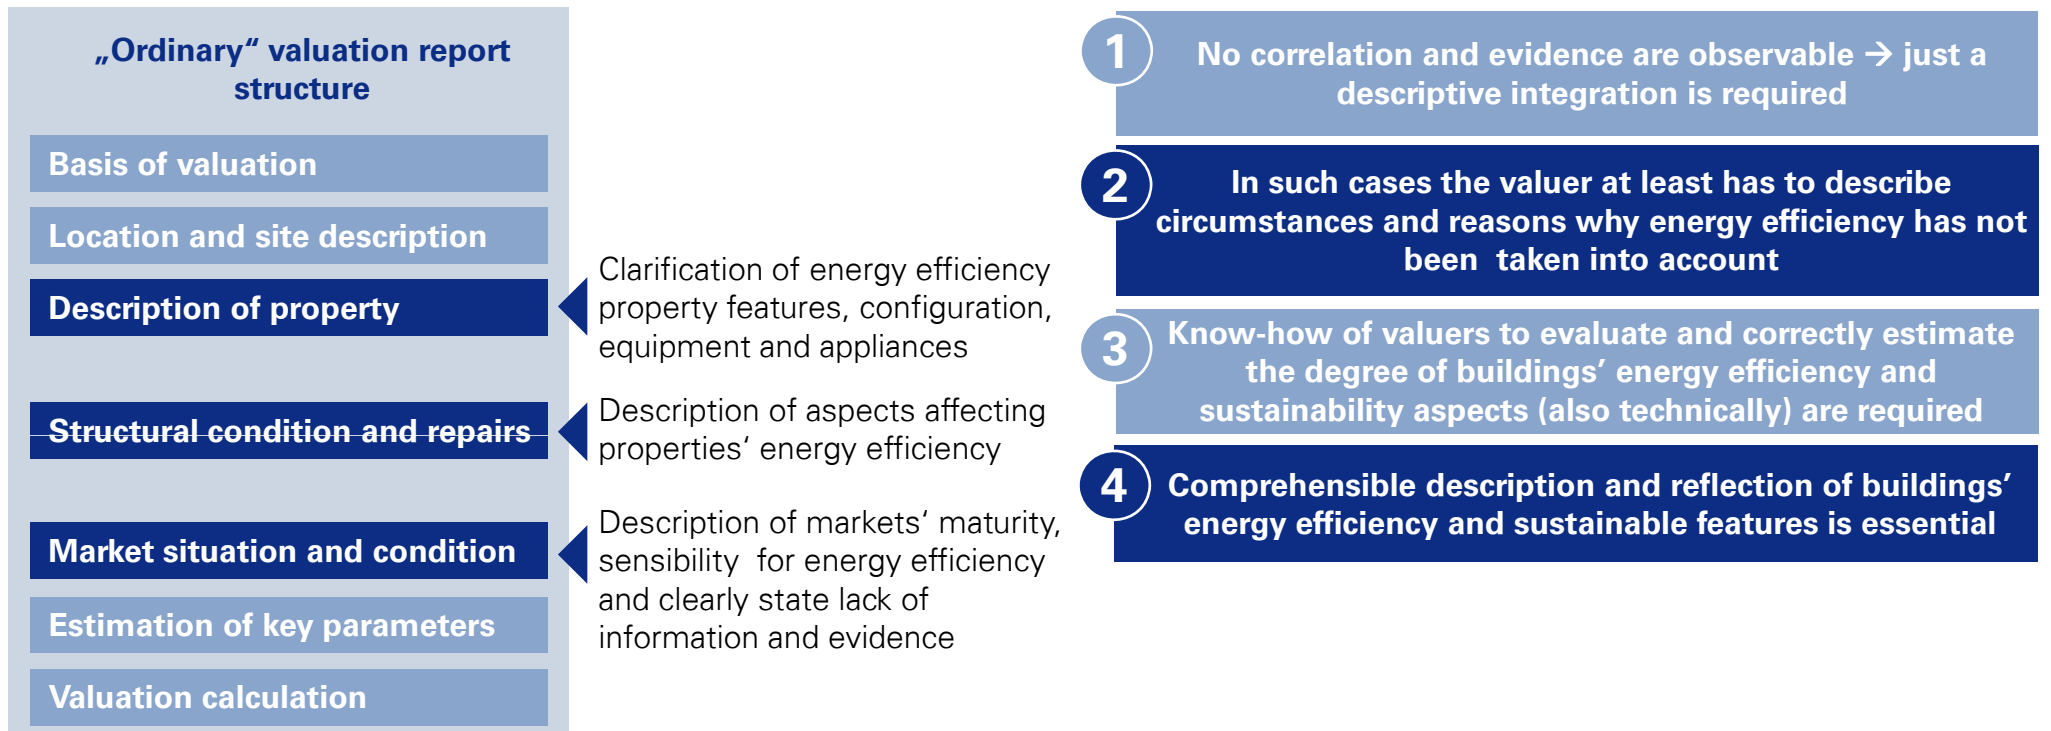 „Ordinary“ valuation report
structure
Basis of valuation
Location and site description
Description of property
Structural condition and repairs
Market situation and condition
Estimation of key parameters
Valuation calculation
Clarification of energy efficiency
property features, configuration,
equipment and appliances
Description of aspects affecting
properties‘ energy efficiency
Description of markets‘ maturity,
sensibility  for energy efficiency
and clearly state lack of
information and evidence
1
No correlation and evidence are observable → just a
descriptive integration is required
2
In such cases the valuer at least has to describe
circumstances and reasons why energy efficiency has not
been  taken into account
3
Know-how of valuers to evaluate and correctly estimate
the degree of buildings’ energy efficiency and
sustainability aspects (also technically) are required
4
Comprehensible description and reflection of buildings’
energy efficiency and sustainable features is essential